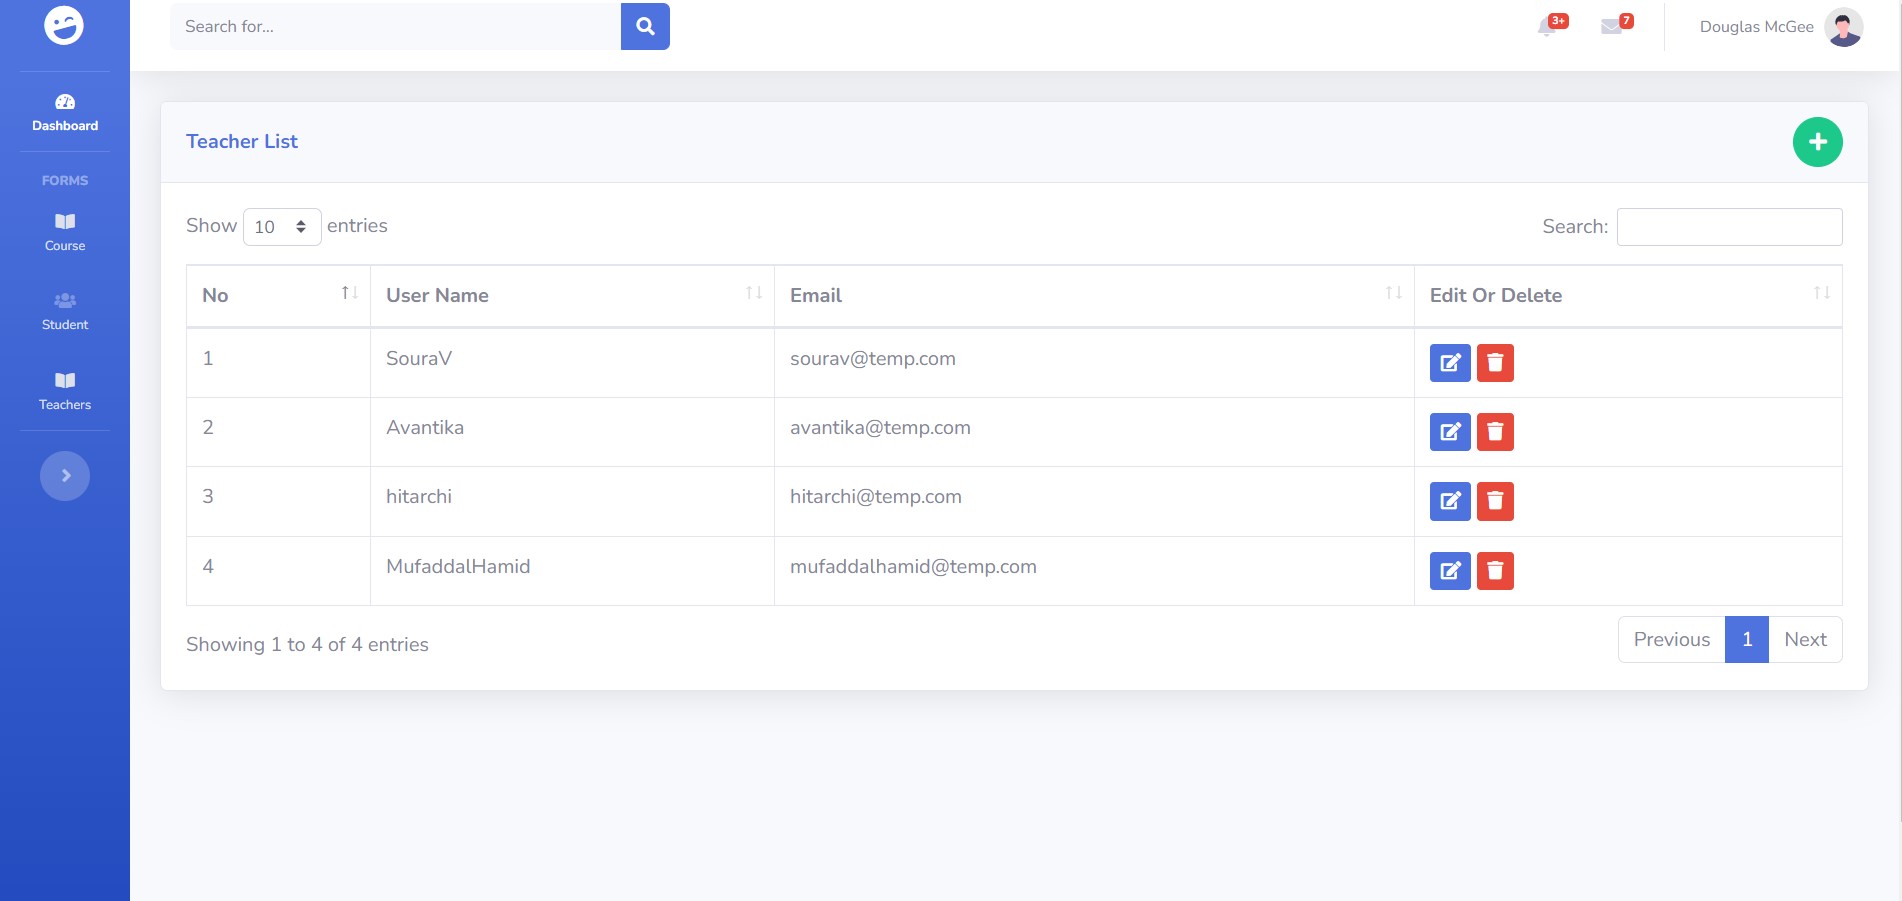 Search for...
3+
7
Douglas McGee
Dashboard
FORMS
Course
Student
Teachers
Teacher List
Show 10 entries
Search:
No User Name Email Edit Or Delete
1 SouraV sourav@temp.com
2 Avantika avantika@temp.com
3 hitarchi hitarchi@temp.com
4 MufaddalHamid mufaddalhamid@temp.com
Showing 1 to 4 of 4 entries
Previous 1 Next